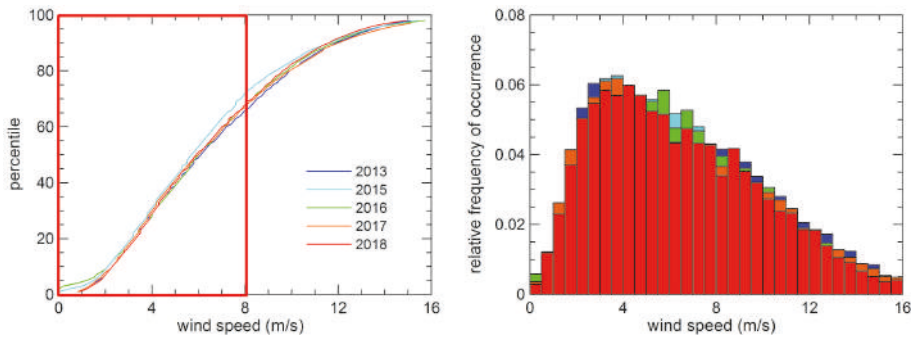 100
80
60
40
20
0
percentile
2013
2015
2016
2017
2018
0 4 8 12 16
wind speed (m/s)
0.08
0.06
0.04
0.02
0
relative frequency of occurrence
0 4 8 12 16
wind speed (m/s)